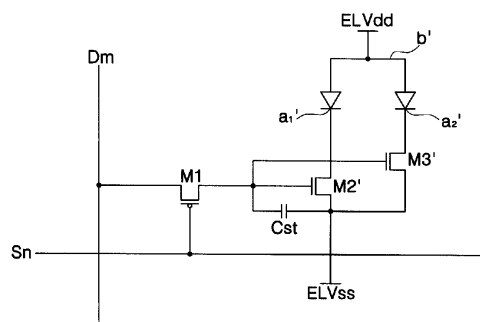 ELVdd
Dm
b'
a₁'
a₂'
M1
M3'
M2'
Cst
Sn
ELVss